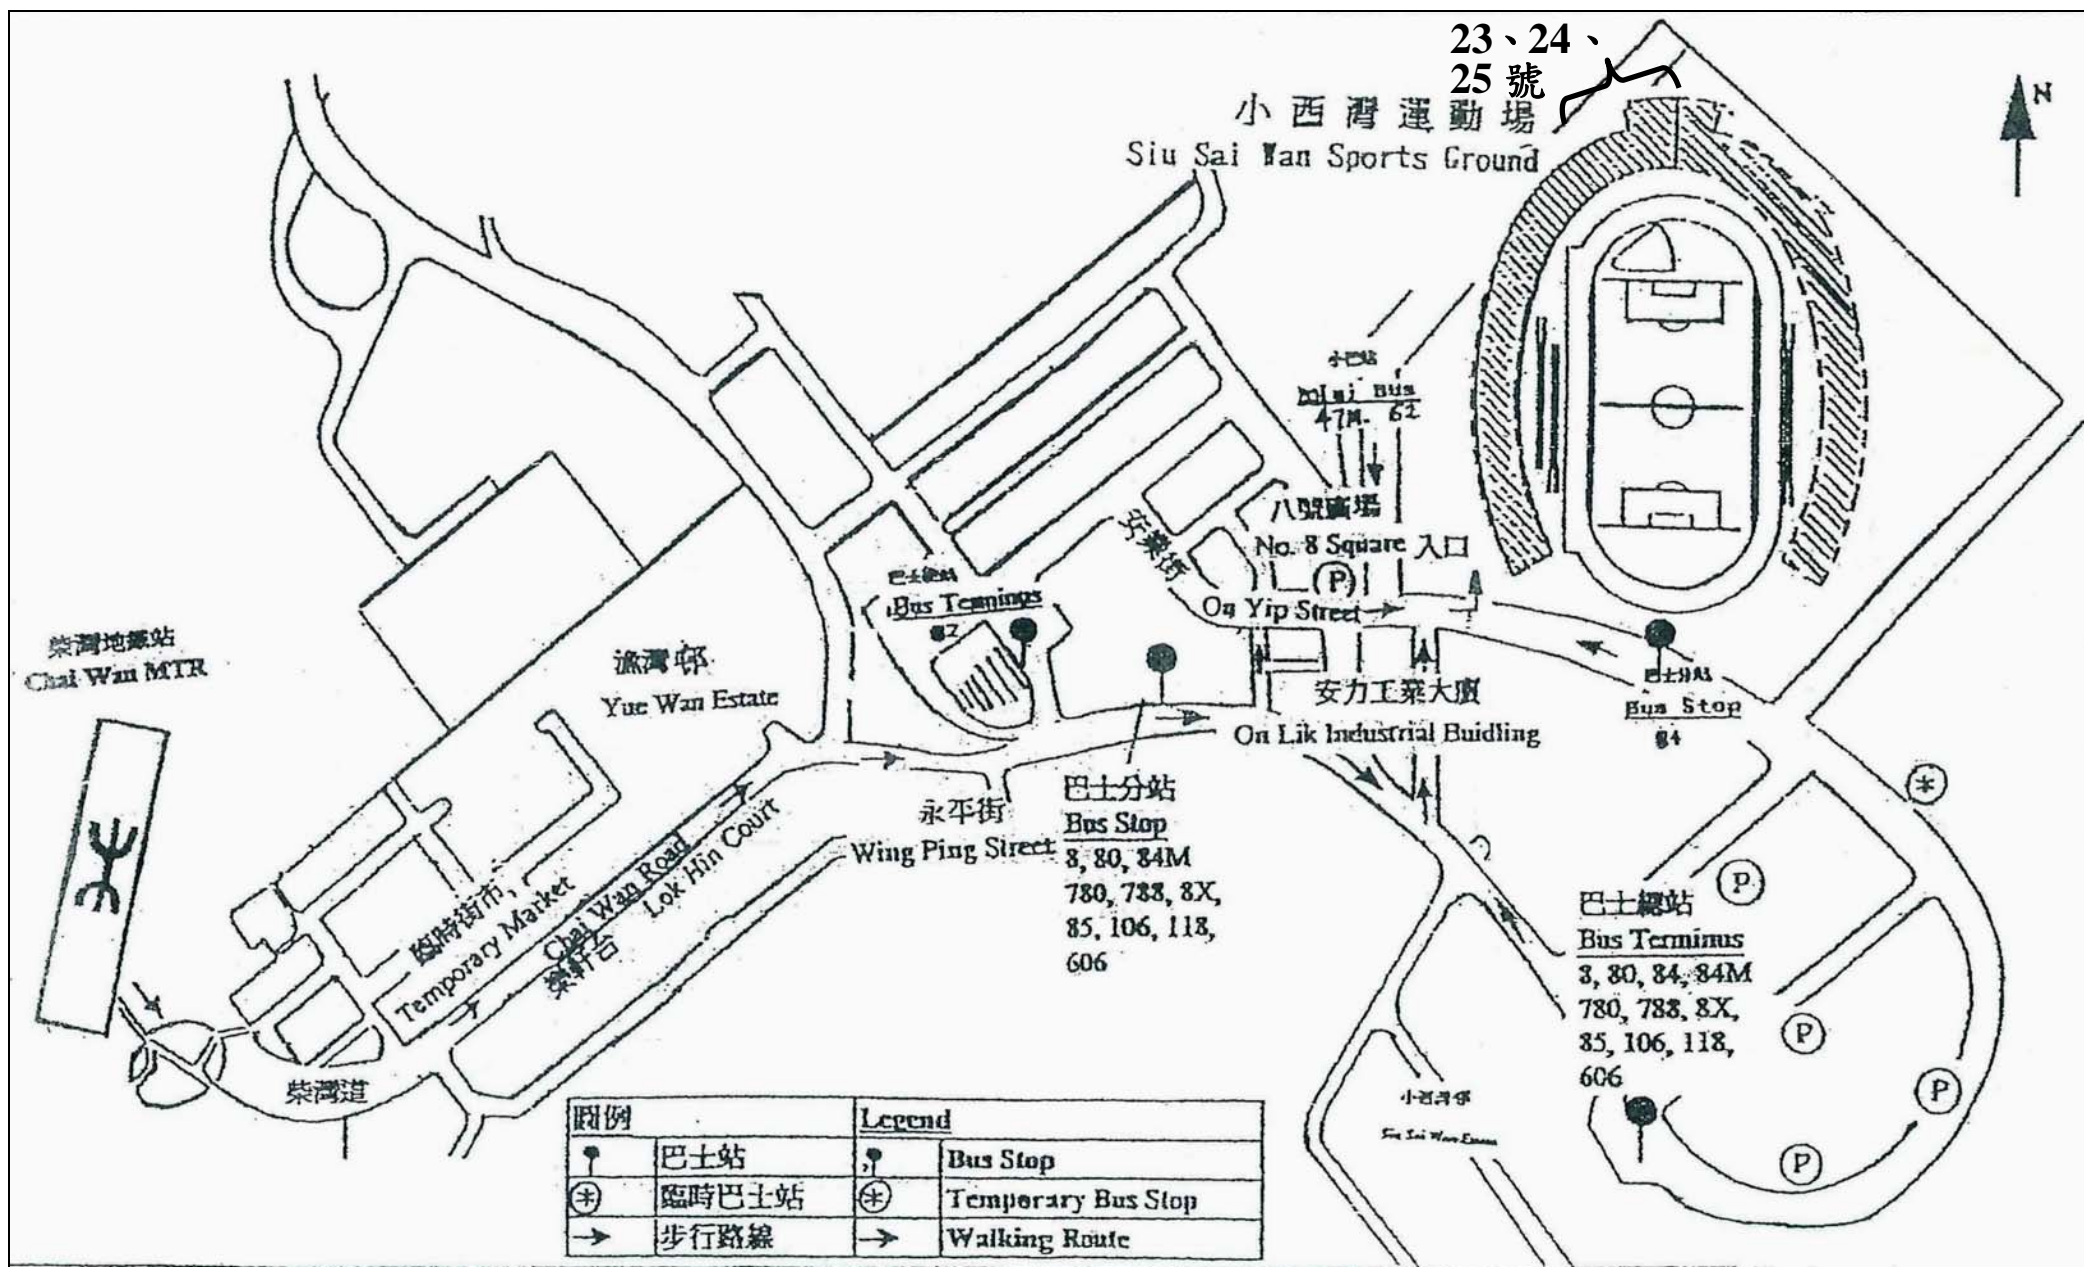 23、24、
25 號
N
小西灣運動場
Siu Sai Wan Sports Ground
小巴站
Mini Bus
47M. 62
八號廣場
No. 8 Square
入口
P
安業街
On Yip Street
巴士總站
Bus Terminus
82
柴灣地鐵站
Chai Wan MTR
漁灣邨
Yue Wan Estate
安力工業大廈
On Lik Industrial Buidling
巴士分站
Bus Stop
84
永平街
Wing Ping Street
巴士分站
Bus Stop
8, 80, 84M
780, 788, 8X,
85, 106, 118,
606
臨時街市,
Temporary Market
Chai Wan Road
Lok Hin Court
樂軒台
柴灣道
P
巴士總站
Bus Terminus
8, 80, 84, 84M
780, 788, 8X,
85, 106, 118,
606
P
P
P
小西灣邨
Siu Sai Wan Estate
圖例 Legend
巴士站 Bus Stop
臨時巴士站 Temporary Bus Stop
步行路線 Walking Route